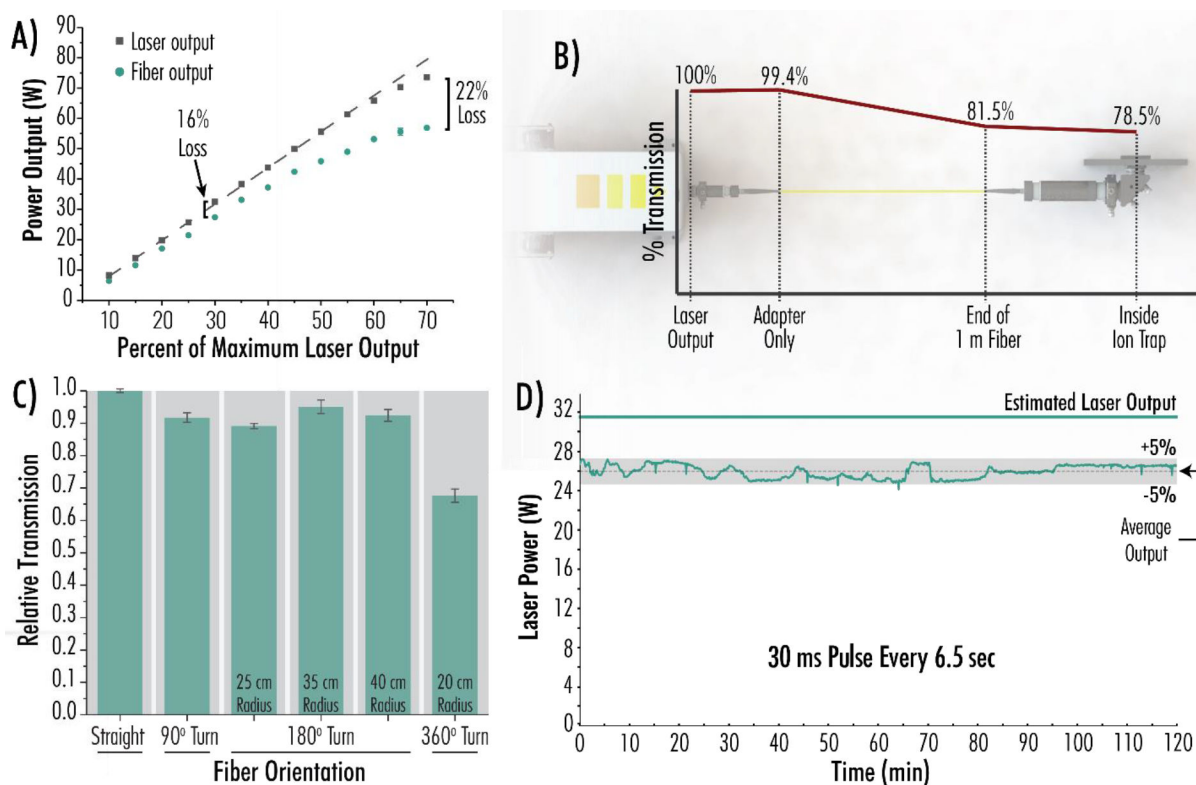 A)
Power Output (W)
90
80
70
60
50
40
30
20
10
0
Laser output
Fiber output
16%
Loss
22%
Loss
10 20 30 40 50 60 70
Percent of Maximum Laser Output
B)
% Transmission
100%
99.4%
81.5%
78.5%
Laser
Output
Adapter
Only
End of
1 m Fiber
Inside
Ion Trap
C)
Relative Transmission
1.0
0.9
0.8
0.7
0.6
0.5
0.4
0.3
0.2
0.1
0.0
25 cm
Radius
35 cm
Radius
40 cm
Radius
20 cm
Radius
Straight 90º Turn 180º Turn 360º Turn
Fiber Orientation
D)
Laser Power (W)
32
28
24
20
16
12
8
4
0
Estimated Laser Output
+5%
-5%
Average
Output
30 ms Pulse Every 6.5 sec
0 10 20 30 40 50 60 70 80 90 100 110 120
Time (min)